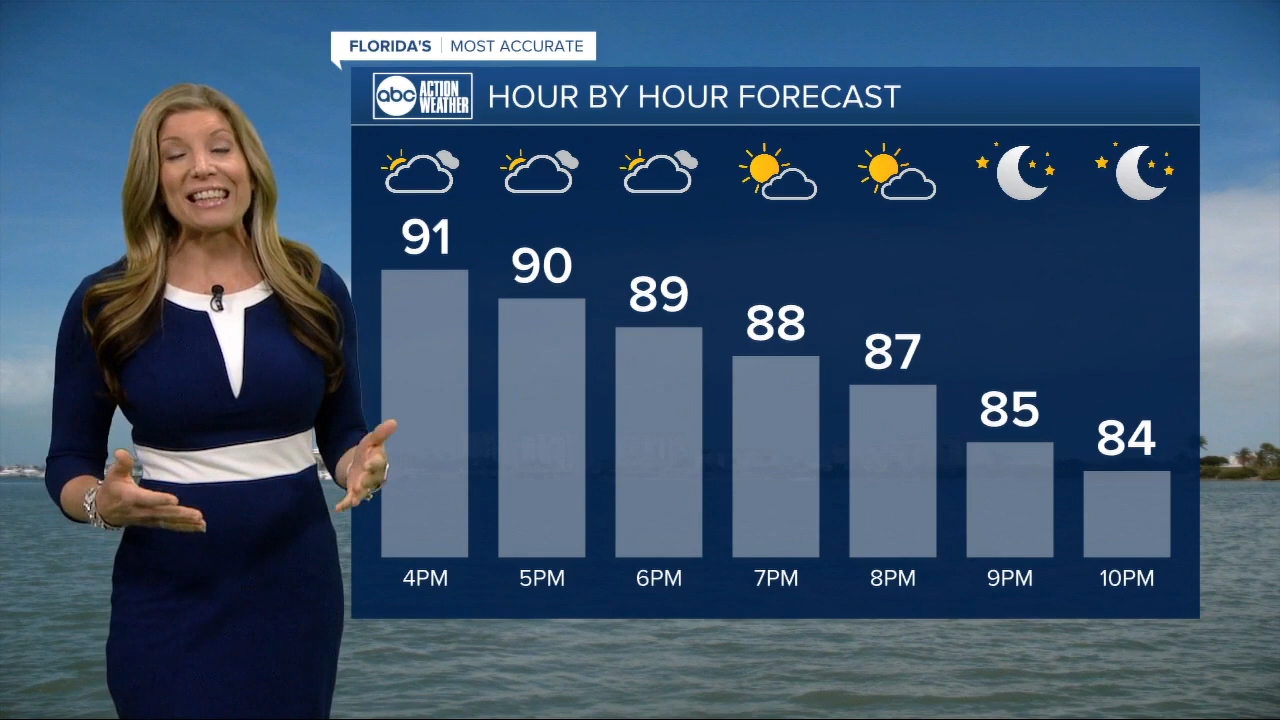 FLORIDA'S MOST ACCURATE
abc ACTION WEATHER
HOUR BY HOUR FORECAST
91 90 89 88 87 85 84
4PM 5PM 6PM 7PM 8PM 9PM 10PM